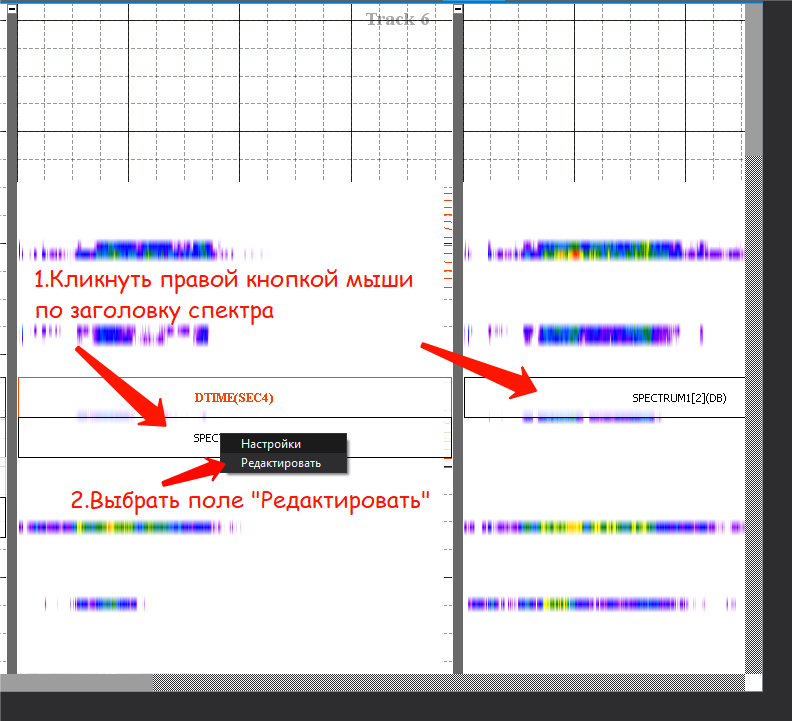 Track 6
1.Кликнуть правой кнопкой мыши
по заголовку спектра
DTIME(SEC4)
SPECTRUM1[2](DB)
SPEC
Настройки
Редактировать
2.Выбрать поле "Редактировать"